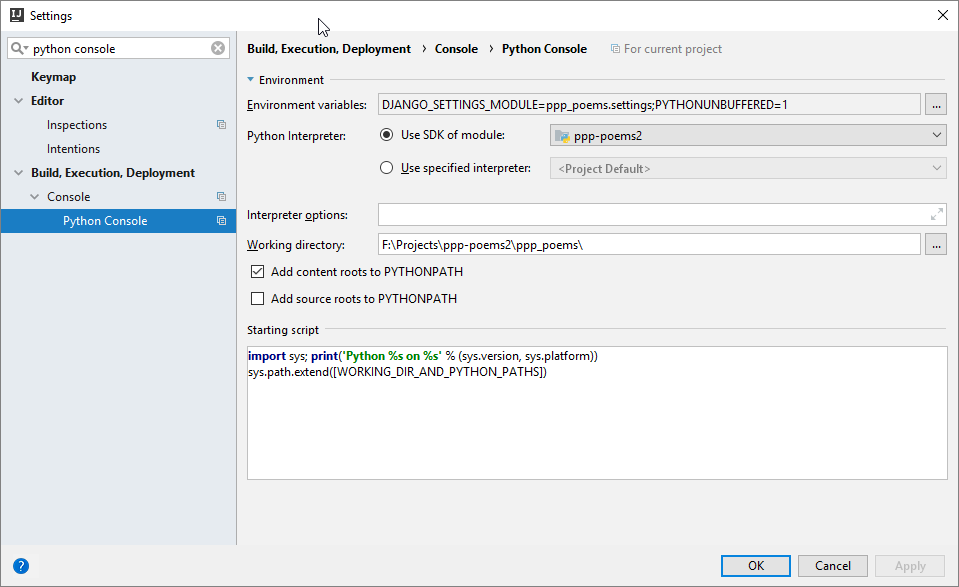 Settings
python console
Keymap
Editor
Inspections
Intentions
Build, Execution, Deployment
Console
Python Console
Build, Execution, Deployment › Console › Python Console For current project
Environment
Environment variables: DJANGO_SETTINGS_MODULE=ppp_poems.settings;PYTHONUNBUFFERED=1 ...
Python Interpreter: Use SDK of module: ppp-poems2
Use specified interpreter: <Project Default>
Interpreter options:
Working directory: F:\Projects\ppp-poems2\ppp_poems\ ...
Add content roots to PYTHONPATH
Add source roots to PYTHONPATH
Starting script
import sys; print('Python %s on %s' % (sys.version, sys.platform))
sys.path.extend([WORKING_DIR_AND_PYTHON_PATHS])
? OK Cancel Apply